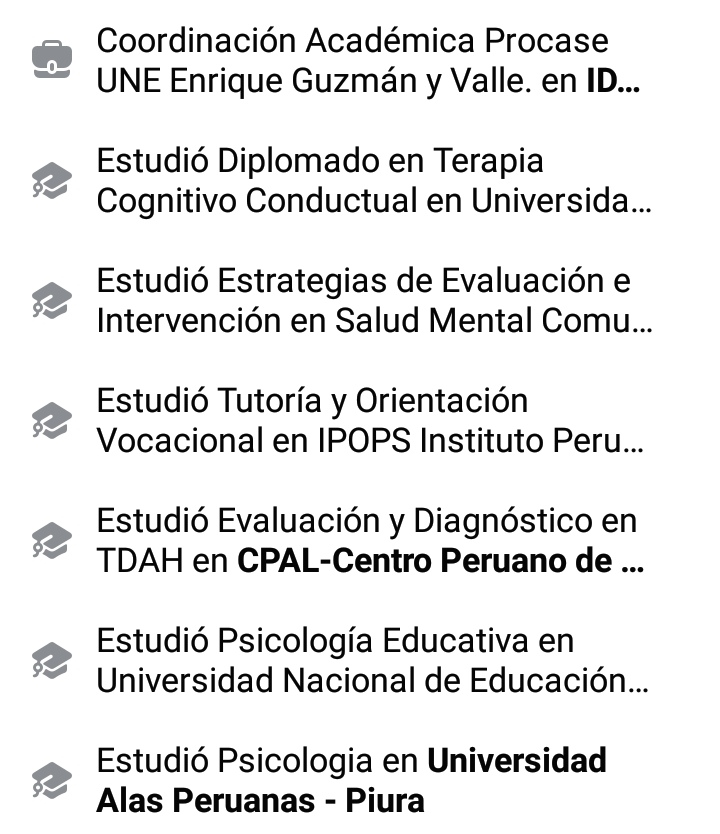 Coordinación Académica Procase
UNE Enrique Guzmán y Valle. en ID...
Estudió Diplomado en Terapia
Cognitivo Conductual en Universida...
Estudió Estrategias de Evaluación e
Intervención en Salud Mental Comu...
Estudió Tutoría y Orientación
Vocacional en IPOPS Instituto Peru...
Estudió Evaluación y Diagnóstico en
TDAH en CPAL-Centro Peruano de ...
Estudió Psicología Educativa en
Universidad Nacional de Educación...
Estudió Psicologia en Universidad
Alas Peruanas - Piura